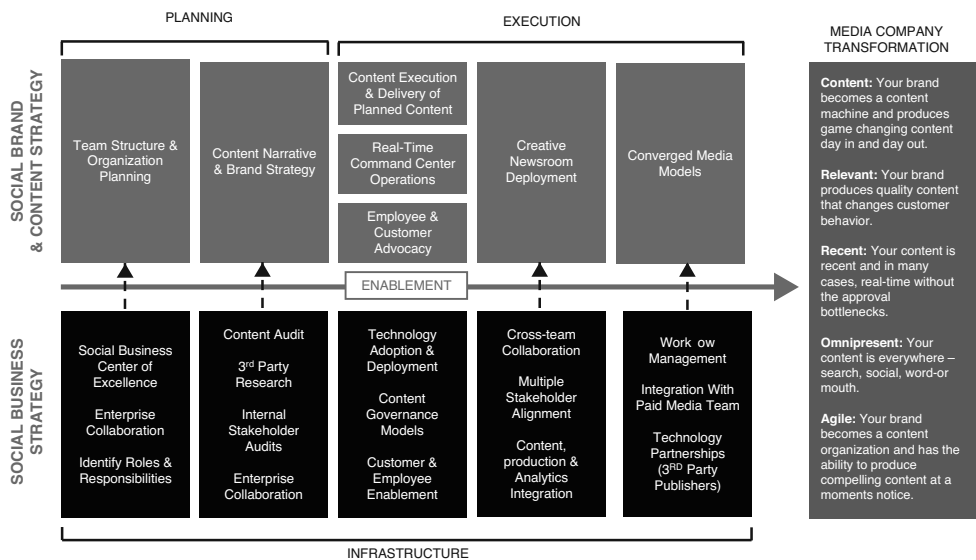 PLANNING
EXECUTION
MEDIA COMPANY
TRANSFORMATION
SOCIAL BRAND
& CONTENT STRATEGY
Team Structure &
Organization
Planning
Content Narrative
& Brand Strategy
Content Execution
& Delivery of
Planned Content
Real-Time
Command Center
Operations
Employee &
Customer
Advocacy
Creative
Newsroom
Deployment
Converged Media
Models
ENABLEMENT
SOCIAL BUSINESS
STRATEGY
Social Business
Center of
Excellence
Enterprise
Collaboration
Identify Roles &
Responsibilities
Content Audit
3rd Party
Research
Internal
Stakeholder
Audits
Enterprise
Collaboration
Technology
Adoption &
Deployment
Content
Governance
Models
Customer &
Employee
Enablement
Cross-team
Collaboration
Multiple
Stakeholder
Alignment
Content,
production &
Analytics
Integration
Work ow
Management
Integration With
Paid Media Team
Technology
Partnerships
(3RD Party
Publishers)
INFRASTRUCTURE
Content: Your brand
becomes a content
machine and produces
game changing content
day in and day out.
Relevant: Your brand
produces quality content
that changes customer
behavior.
Recent: Your content is
recent and in many
cases, real-time without
the approval
bottlenecks.
Omnipresent: Your
content is everywhere –
search, social, word-or
mouth.
Agile: Your brand
becomes a content
organization and has the
ability to produce
compelling content at a
moments notice.